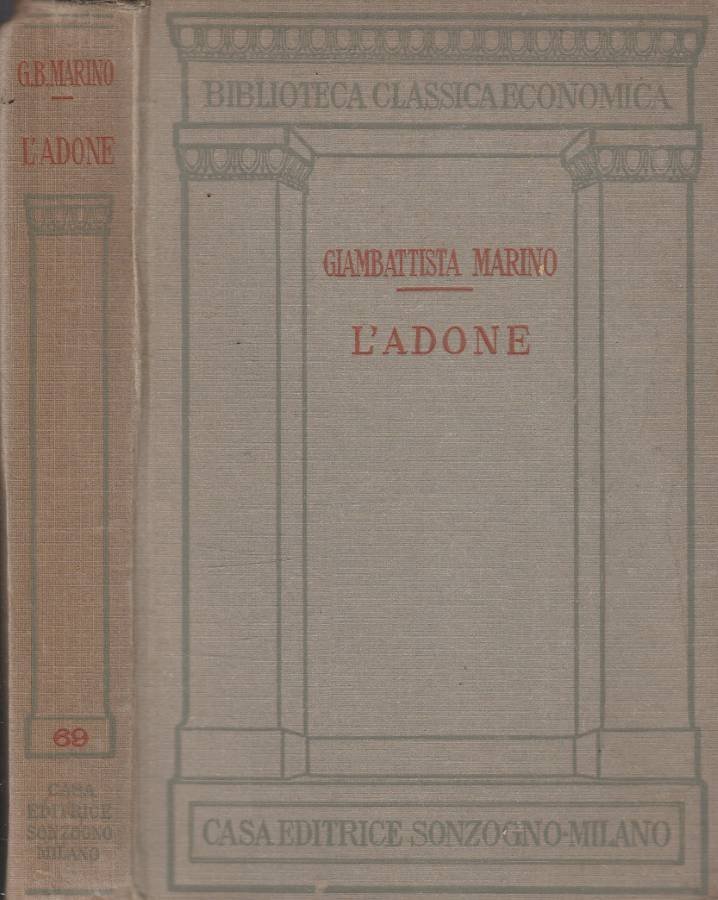 G.B.MARINO
L'ADONE
69
CASA
EDITRICE
SONZOGNO
MILANO
BIBLIOTECA CLASSICA ECONOMICA
GIAMBATTISTA MARINO
L'ADONE
CASA EDITRICE SONZOGNO-MILANO